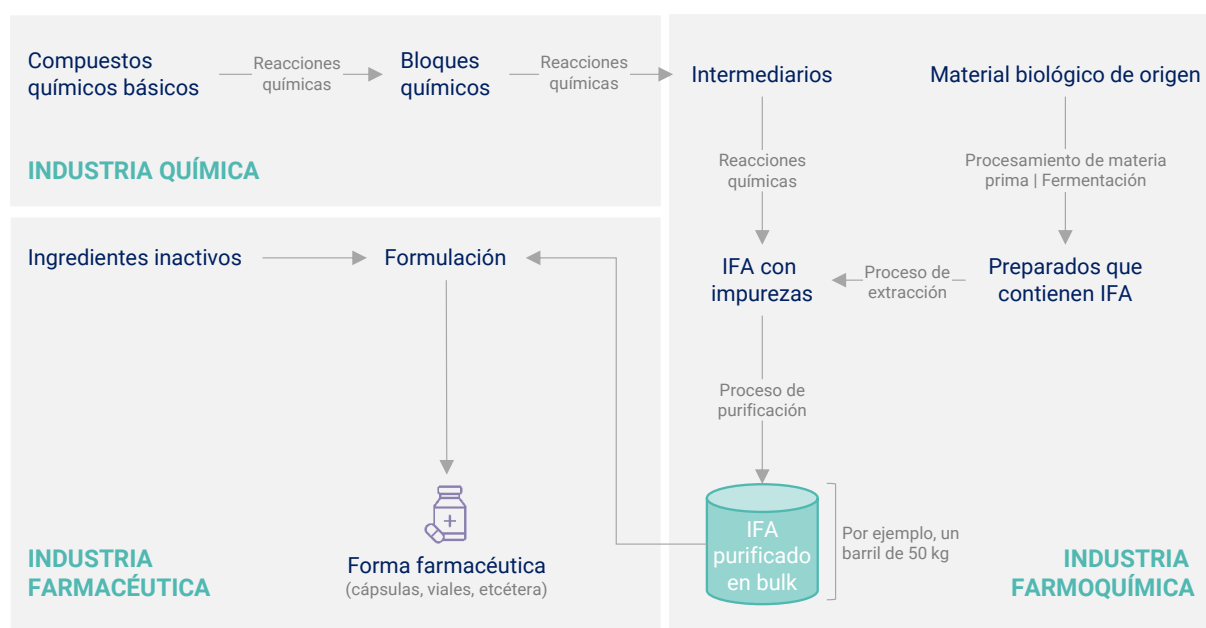 Compuestos
químicos básicos
Reacciones
químicas
Bloques
químicos
Reacciones
químicas
INDUSTRIA QUÍMICA
Intermediarios
Material biológico de origen
Reacciones
químicas
Procesamiento de materia
prima | Fermentación
IFA con
impurezas
Proceso de
extracción
Preparados que
contienen IFA
Proceso de
purificación
IFA
purificado
en bulk
Por ejemplo, un
barril de 50 kg
INDUSTRIA
FARMOQUÍMICA
Ingredientes inactivos
Formulación
Forma farmacéutica
(cápsulas, viales, etcétera)
INDUSTRIA
FARMACÉUTICA